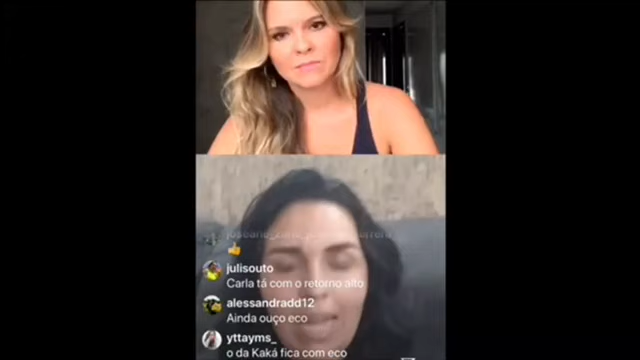 👍
julisouto
Carla tá com o retorno alto
alessandradd12
Ainda ouço eco
yttayms_
o da Kaká fica com eco